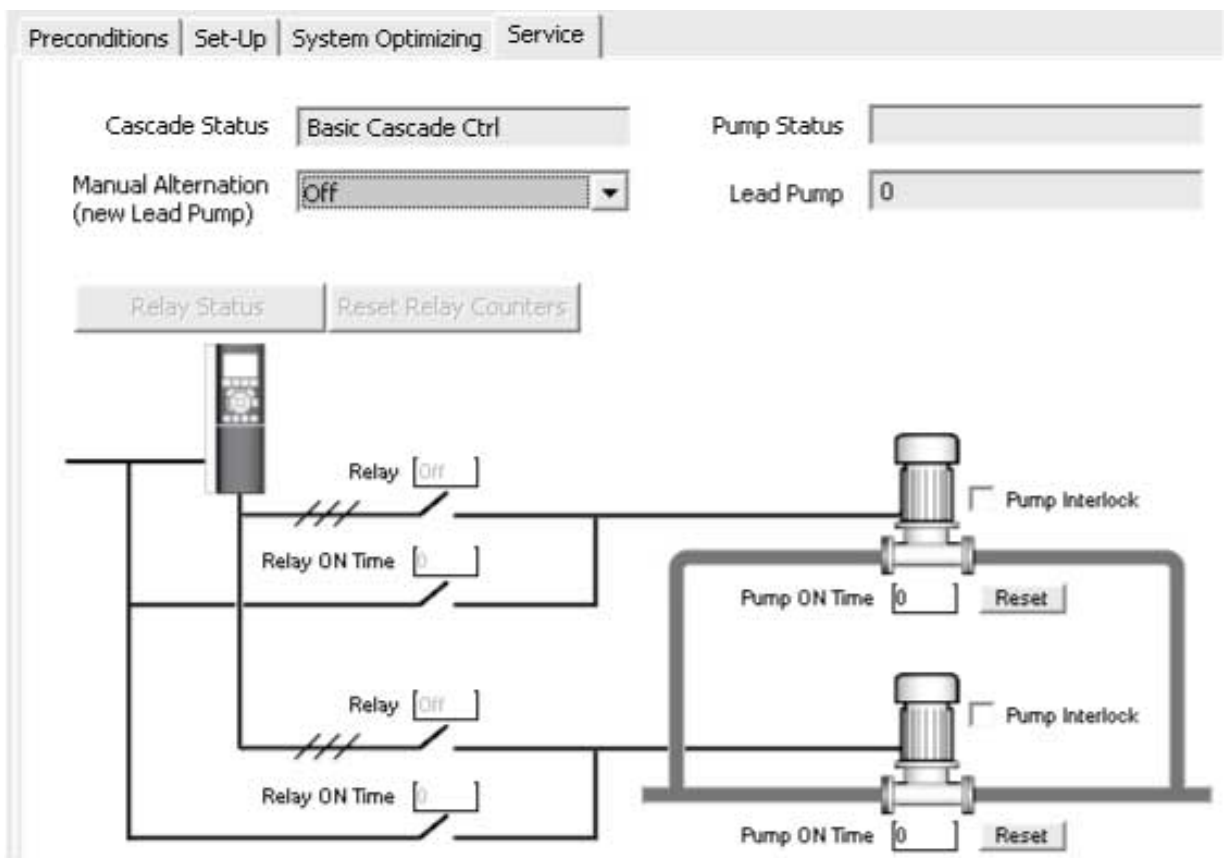 Preconditions Set-Up System Optimizing Service
Cascade Status Basic Cascade Ctrl Pump Status
Manual Alternation
(new Lead Pump) Off Lead Pump 0
Relay Status Reset Relay Counters
Relay Off
Pump Interlock
Relay ON Time 0
Pump ON Time 0 Reset
Relay Off
Pump Interlock
Relay ON Time 0
Pump ON Time 0 Reset